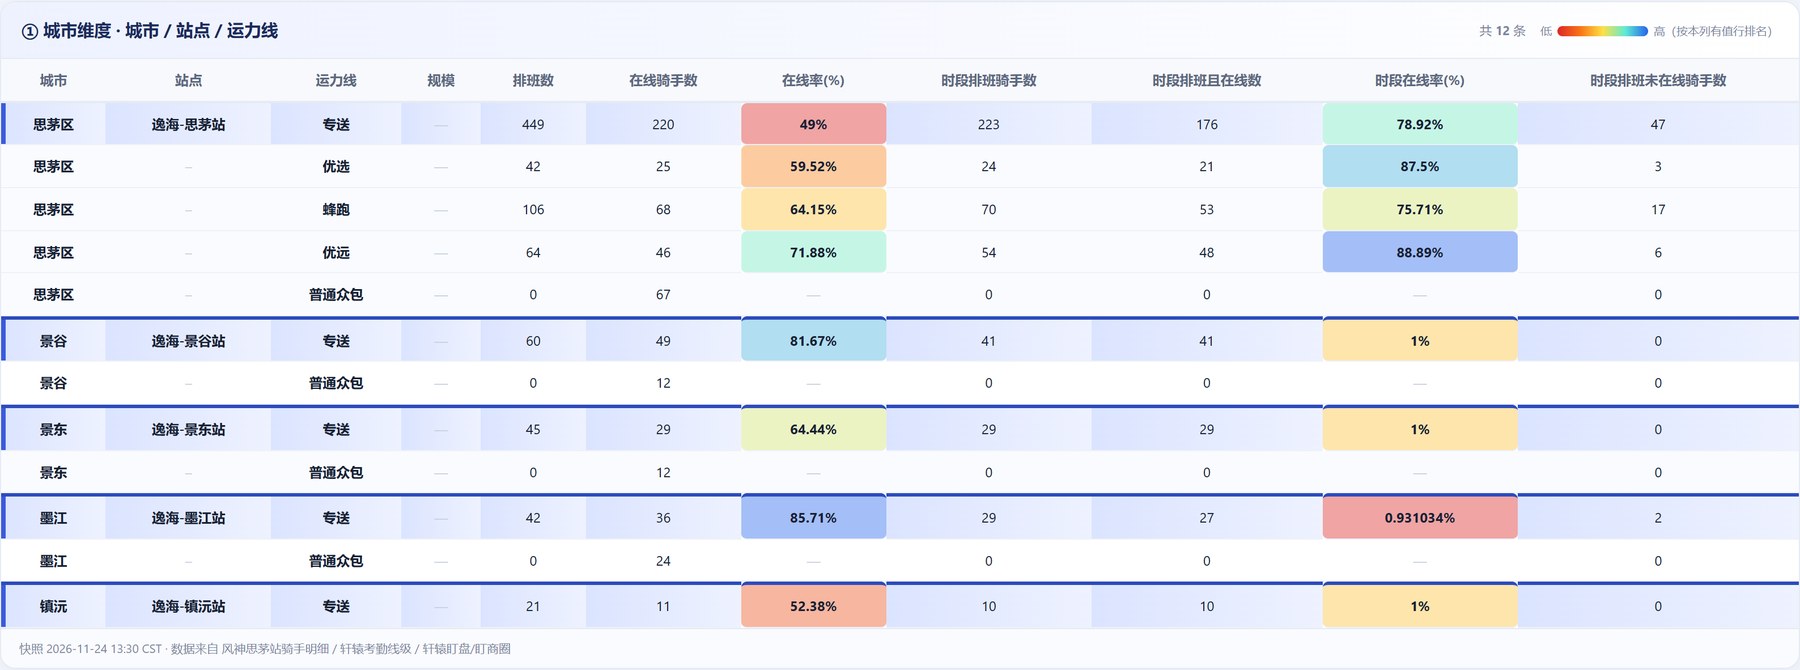 ① 城市维度 · 城市 / 站点 / 运力线
共 12 条 低 高 (按本列有值行排名)
城市 站点 运力线 规模 排班数 在线骑手数 在线率(%) 时段排班骑手数 时段排班且在线数 时段在线率(%) 时段排班未在线骑手数
思茅区 逸海-思茅站 专送 — 449 220 49% 223 176 78.92% 47
思茅区 – 优选 — 42 25 59.52% 24 21 87.5% 3
思茅区 – 蜂跑 — 106 68 64.15% 70 53 75.71% 17
思茅区 – 优远 — 64 46 71.88% 54 48 88.89% 6
思茅区 – 普通众包 — 0 67 — 0 0 — 0
景谷 逸海-景谷站 专送 — 60 49 81.67% 41 41 1% 0
景谷 – 普通众包 — 0 12 — 0 0 — 0
景东 逸海-景东站 专送 — 45 29 64.44% 29 29 1% 0
景东 – 普通众包 — 0 12 — 0 0 — 0
墨江 逸海-墨江站 专送 — 42 36 85.71% 29 27 0.931034% 2
墨江 – 普通众包 — 0 24 — 0 0 — 0
镇沅 逸海-镇沅站 专送 — 21 11 52.38% 10 10 1% 0
快照 2026-11-24 13:30 CST · 数据来自 风神思茅站骑手明细 / 轩辕考勤线级 / 轩辕盯盘/盯商圈